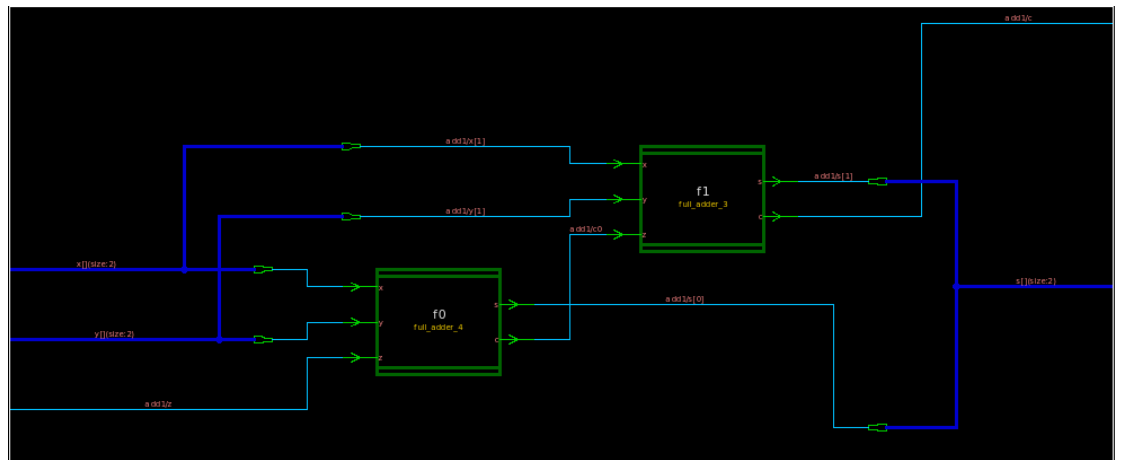 add1/c
add1/x[1]
x
f1
full_adder_3
s
add1/s[1]
add1/y[1]
y
c
add1/c0
z
x[](size:2)
x
s[](size:2)
f0
full_adder_4
s
add1/s[0]
y[](size:2)
y
c
z
add1/z